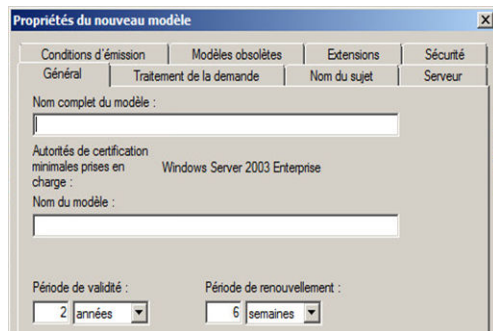 Propriétés du nouveau modèle
Conditions d'émission Modèles obsolètes Extensions Sécurité
Général Traitement de la demande Nom du sujet Serveur
Nom complet du modèle :
Autorités de certification
minimales prises en
charge :
Windows Server 2003 Enterprise
Nom du modèle :
Période de validité : Période de renouvellement :
2 années 6 semaines